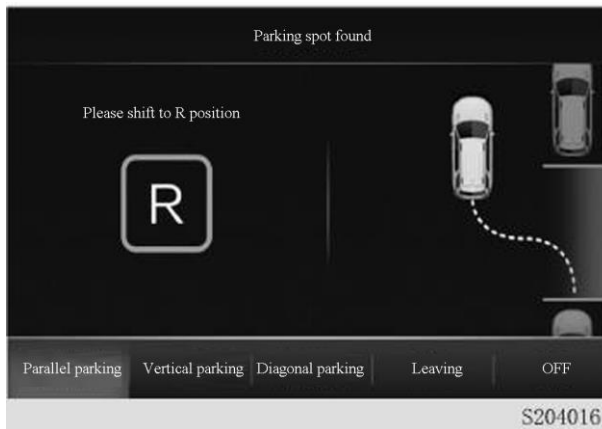 Parking spot found
Please shift to R position
R
Parallel parking Vertical parking Diagonal parking Leaving OFF
S204016